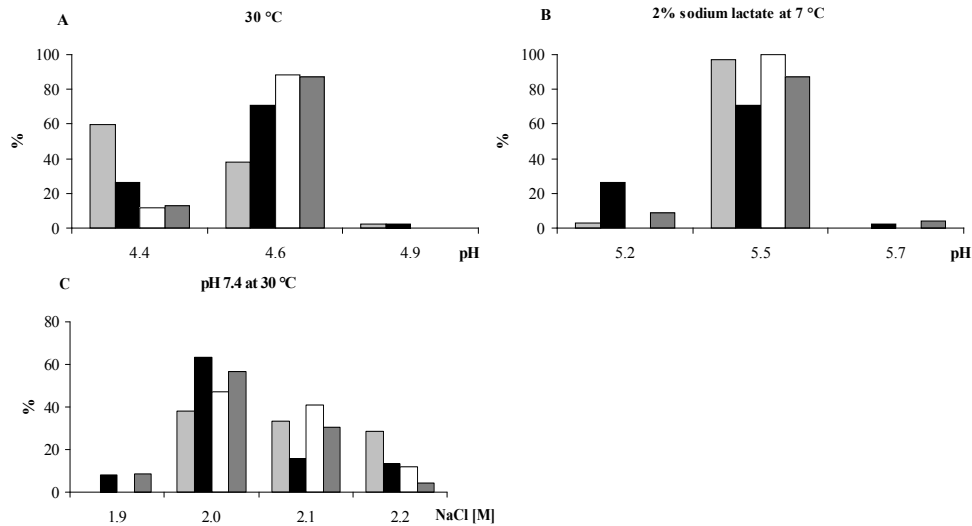 A
30 °C
%
100
80
60
40
20
0
4.4 4.6 4.9 pH
B
2% sodium lactate at 7 °C
%
100
80
60
40
20
0
5.2 5.5 5.7 pH
C
pH 7.4 at 30 °C
%
80
60
40
20
0
1.9 2.0 2.1 2.2 NaCl [M]